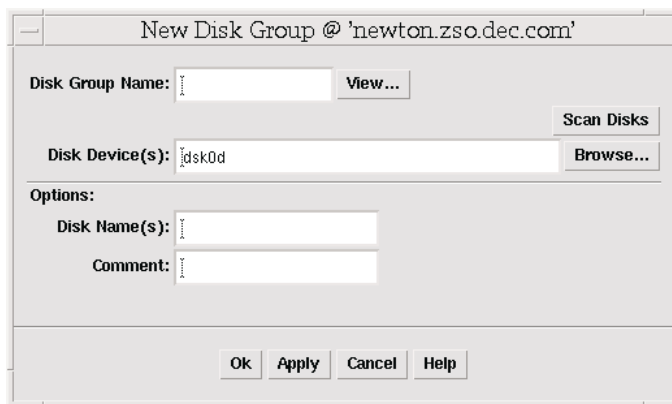 New Disk Group @ 'newton.zso.dec.com'
Disk Group Name: View...
Scan Disks
Disk Device(s): dsk0d Browse...
Options:
Disk Name(s):
Comment:
Ok Apply Cancel Help